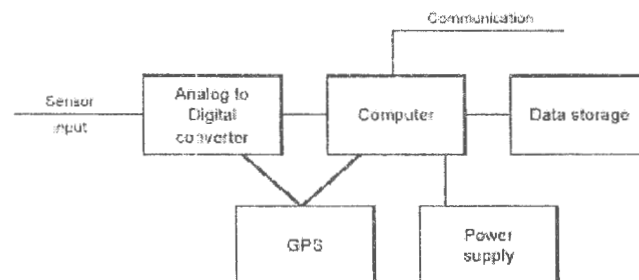 Communication
Sensor
input
Analog to
Digital
converter
Computer
Data storage
GPS
Power
supply